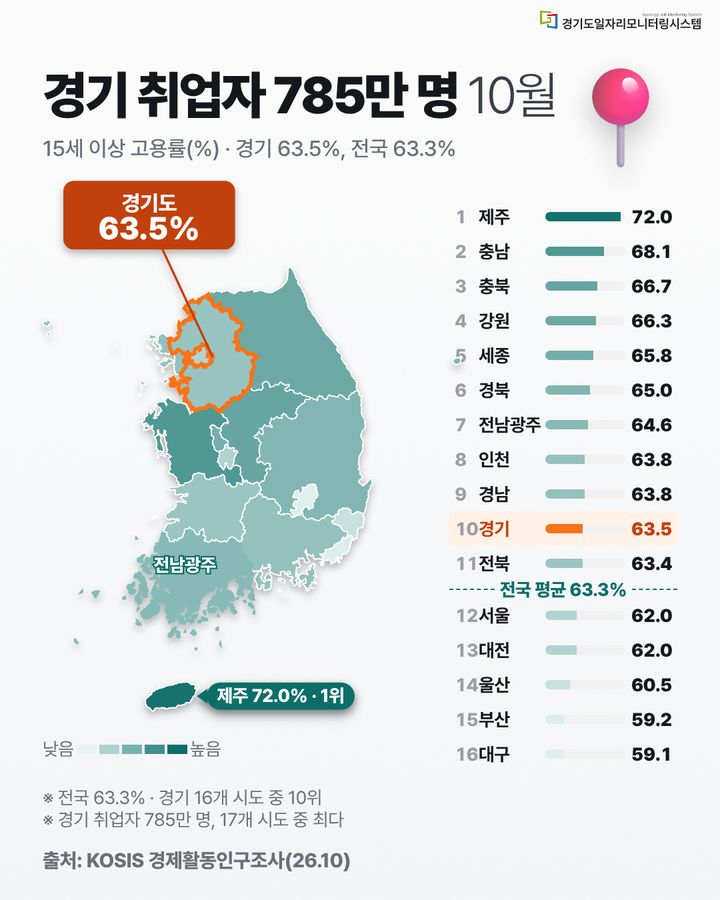 Gyeonggi Job Monitoring System
경기도일자리모니터링시스템
경기 취업자 785만 명 10월
15세 이상 고용률(%) · 경기 63.5%, 전국 63.3%
경기도
63.5%
1 제주 72.0
2 충남 68.1
3 충북 66.7
4 강원 66.3
5 세종 65.8
6 경북 65.0
7 전남광주 64.6
8 인천 63.8
9 경남 63.8
10 경기 63.5
11 전북 63.4
전국 평균 63.3%
12 서울 62.0
13 대전 62.0
14 울산 60.5
15 부산 59.2
16 대구 59.1
전남광주
제주 72.0% · 1위
낮음 높음
※ 전국 63.3% · 경기 16개 시도 중 10위
※ 경기 취업자 785만 명, 17개 시도 중 최다
출처: KOSIS 경제활동인구조사(26.10)